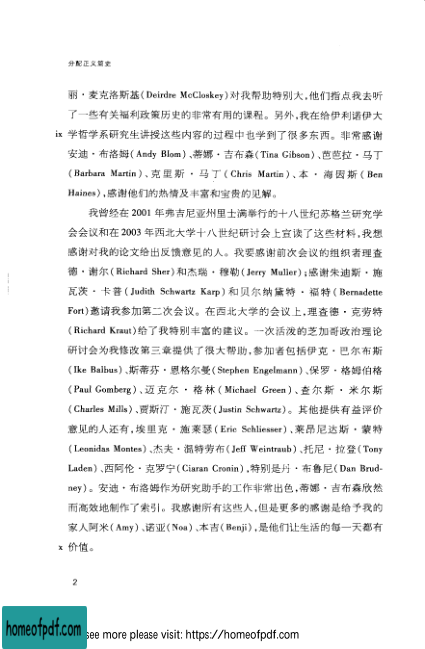 分配正义简史
丽·麦克洛斯基(Deirdre McCloskey)对我帮助特别大,他们指点我去听
了一些有关福利政策历史的非常有用的课程。另外,我在给伊利诺伊大
ix 学哲学系研究生讲授这些内容的过程中也学到了很多东西。非常感谢
安迪·布洛姆(Andy Blom)、蒂娜·吉布森(Tina Gibson)、芭芭拉·马丁
(Barbara Martin)、克里斯·马丁(Chris Martin)、本·海因斯(Ben
Haines),感谢他们的热情及丰富和宝贵的见解。
我曾经在 2001 年弗吉尼亚州里士满举行的十八世纪苏格兰研究学
会会议和在 2003 年西北大学十八世纪研讨会上宣读了这些材料,我想
感谢对我的论文给出反馈意见的人。我要感谢前次会议的组织者理查
德·谢尔(Richard Sher)和杰瑞·穆勒(Jerry Muller);感谢朱迪斯·施
瓦茨·卡普(Judith Schwartz Karp)和贝尔纳黛特·福特(Bernadette
Fort)邀请我参加第二次会议。在西北大学的会议上,理查德·克劳特
(Richard Kraut)给了我特别丰富的建议。一次活泼的芝加哥政治理论
研讨会为我修改第三章提供了很大帮助,参加者包括伊克·巴尔布斯
(Ike Balbus)、斯蒂芬·恩格尔曼(Stephen Engelmann)、保罗·格姆伯格
(Paul Gomberg)、迈克尔·格林(Michael Green)、查尔斯·米尔斯
(Charles Mills)、贾斯汀·施瓦茨(Justin Schwartz)。其他提供有益评价
意见的人还有,埃里克·施莱瑟(Eric Schliesser)、莱昂尼达斯·蒙特
(Leonidas Montes)、杰夫·温特劳布(Jeff Weintraub)、托尼·拉登(Tony
Laden)、西阿伦·克罗宁(Ciaran Cronin),特别是丹·布鲁尼(Dan Brud-
ney)。安迪·布洛姆作为研究助手的工作非常出色,蒂娜·吉布森欣然
而高效地制作了索引。我感谢所有这些人,但是更多的感谢是给予我的
家人阿米(Amy)、诺亚(Noa)、本吉(Benji),是他们让生活的每一天都有
x 价值。
2
homeofpdf.com
see more please visit: https://homeofpdf.com